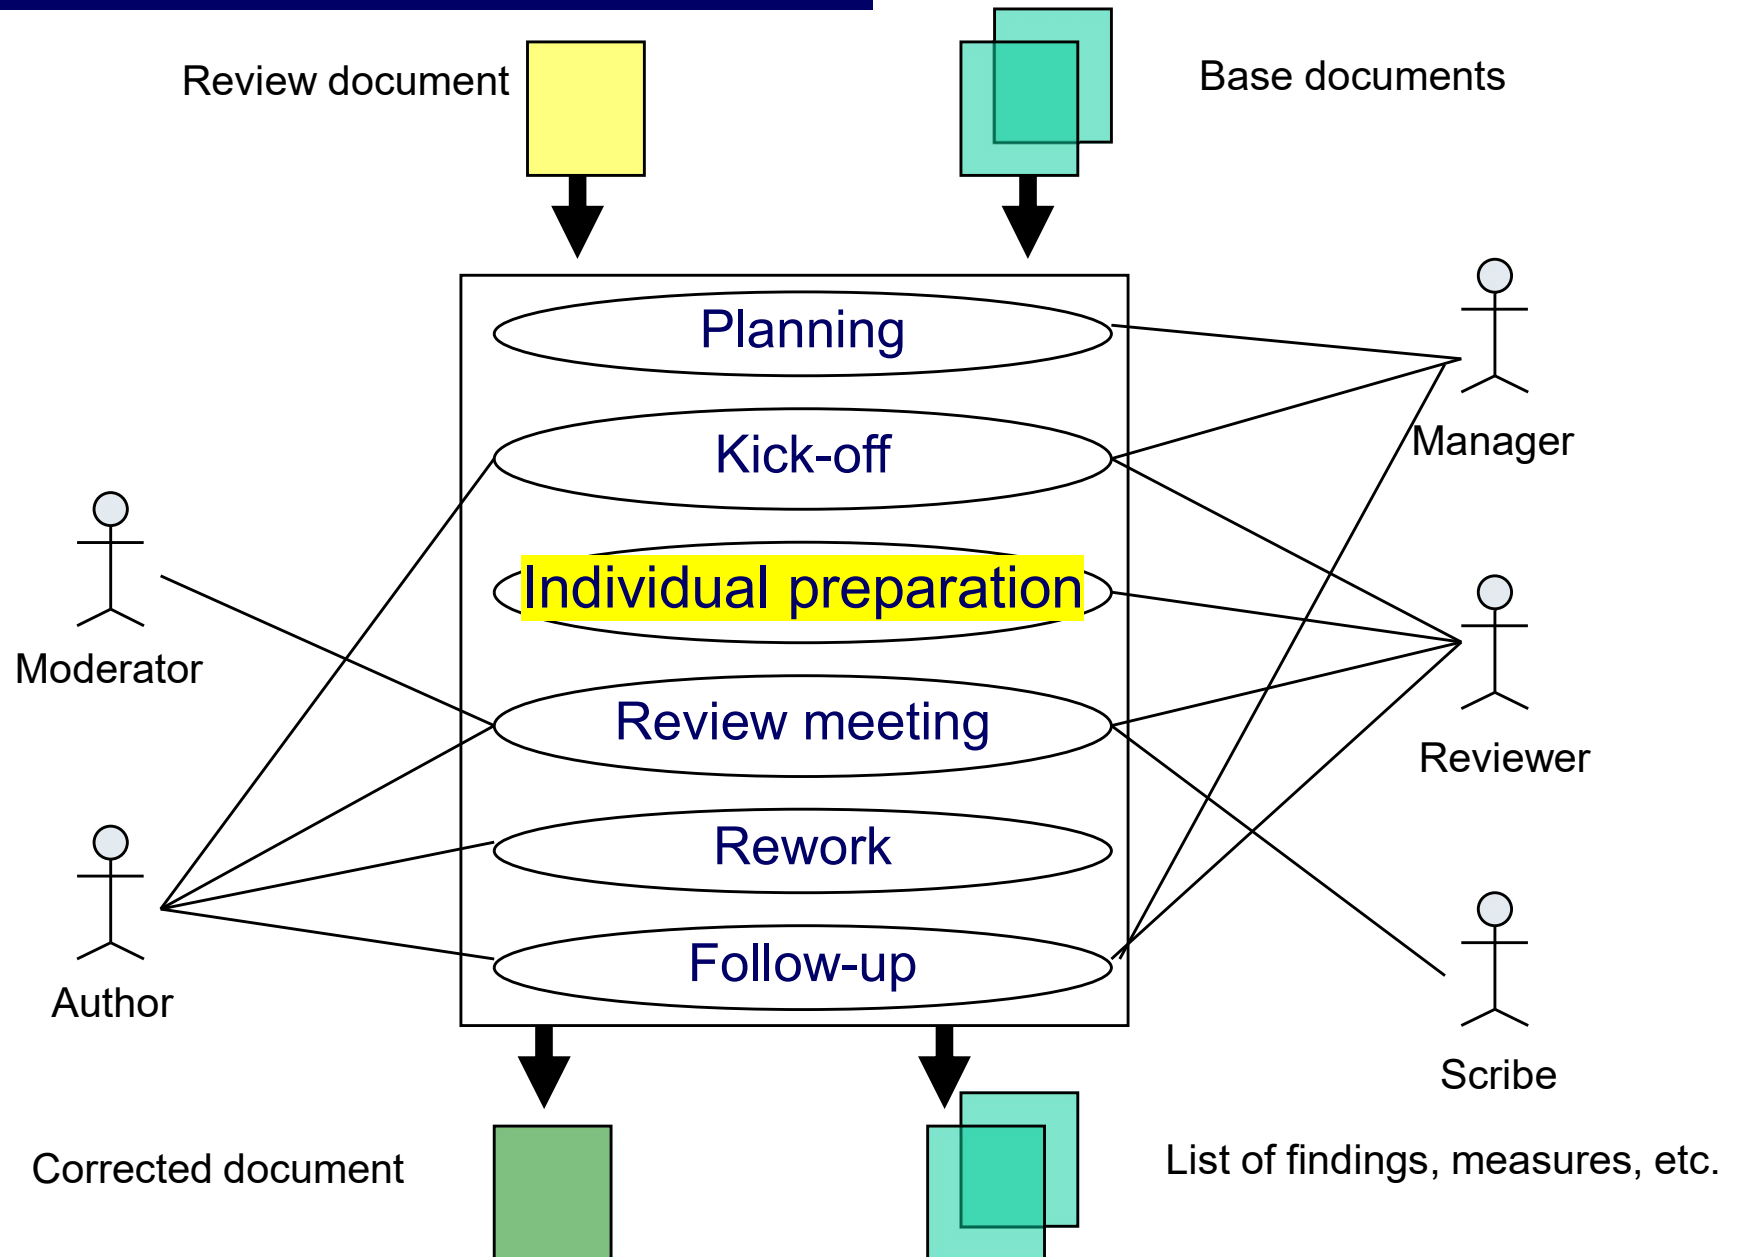 Review document
Base documents
Planning
Kick-off
Individual preparation
Review meeting
Rework
Follow-up
Moderator
Author
Manager
Reviewer
Scribe
Corrected document
List of findings, measures, etc.